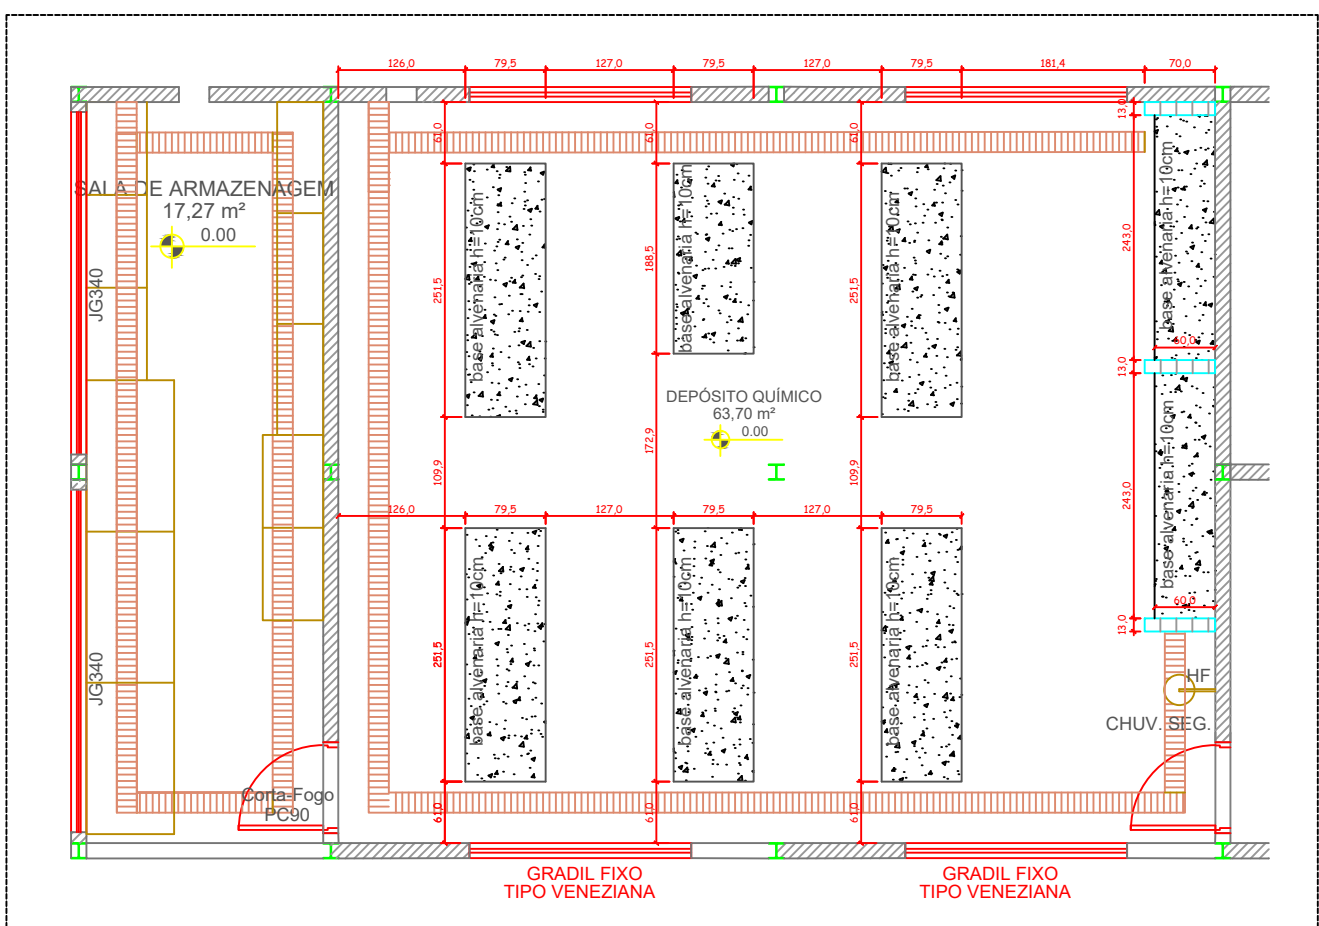 126,0 79,5 127,0 79,5 127,0 79,5 181,4 70,0
13,0
61,0 61,0 61,0
SALA DE ARMAZENAGEM
17,27 m²
0.00
JG340
base alvenaria h=10cm
base alvenaria h=10cm
base alvenaria h=10cm
base alvenaria h=10cm
251,5
188,5
251,5
243,0
60,0
13,0
DEPÓSITO QUÍMICO
63,70 m²
0.00
109,9
172,9
109,9
126,0 79,5 127,0 79,5 127,0 79,5
243,0
base alvenaria h=10cm
60,0
13,0
JG340
251,5
base alvenaria h=10cm
251,5
base alvenaria h=10cm
251,5
base alvenaria h=10cm
HF
CHUV. SEG.
Corta-Fogo
PC90
61,0 61,0 61,0
GRADIL FIXO
TIPO VENEZIANA
GRADIL FIXO
TIPO VENEZIANA